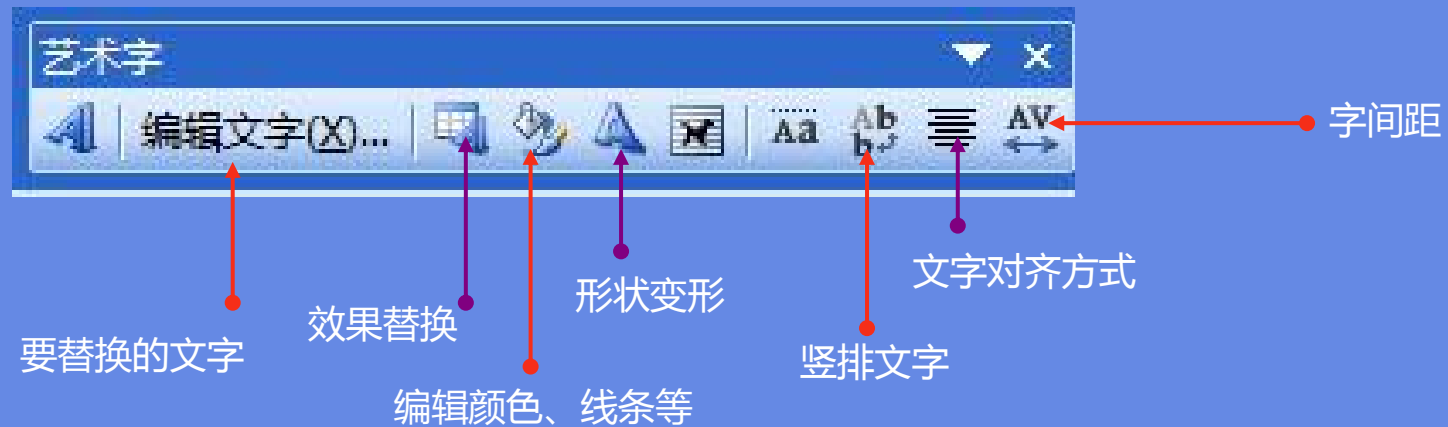 艺术字
编辑文字(X)...
Aa
Ab
b
AV
字间距
文字对齐方式
形状变形
效果替换
要替换的文字
竖排文字
编辑颜色、线条等